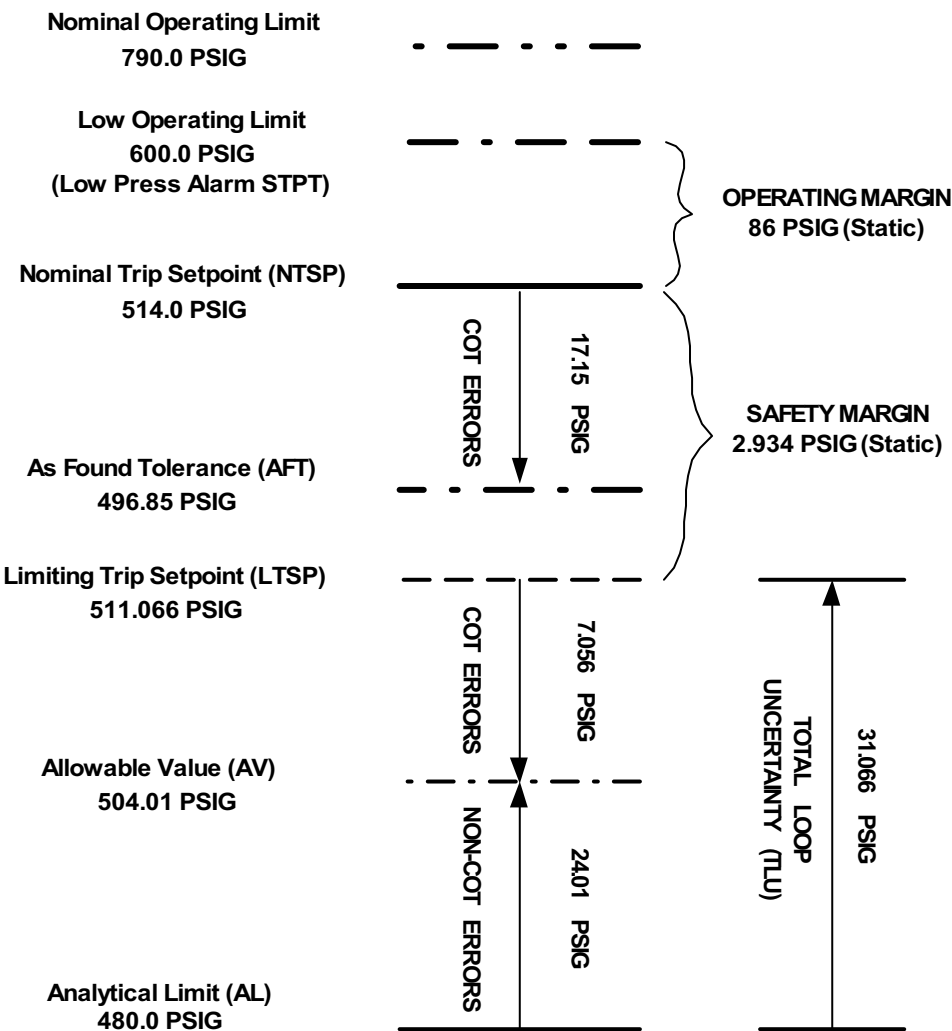 Nominal Operating Limit
790.0 PSIG
Low Operating Limit
600.0 PSIG
(Low Press Alarm STPT)
OPERATING MARGIN
86 PSIG (Static)
Nominal Trip Setpoint (NTSP)
514.0 PSIG
COT ERRORS
17.15 PSIG
SAFETY MARGIN
2.934 PSIG (Static)
As Found Tolerance (AFT)
496.85 PSIG
Limiting Trip Setpoint (LTSP)
511.066 PSIG
COT ERRORS
7.056 PSIG
TOTAL LOOP
UNCERTAINTY (TLU)
31.066 PSIG
Allowable Value (AV)
504.01 PSIG
NON-COT ERRORS
24.01 PSIG
Analytical Limit (AL)
480.0 PSIG